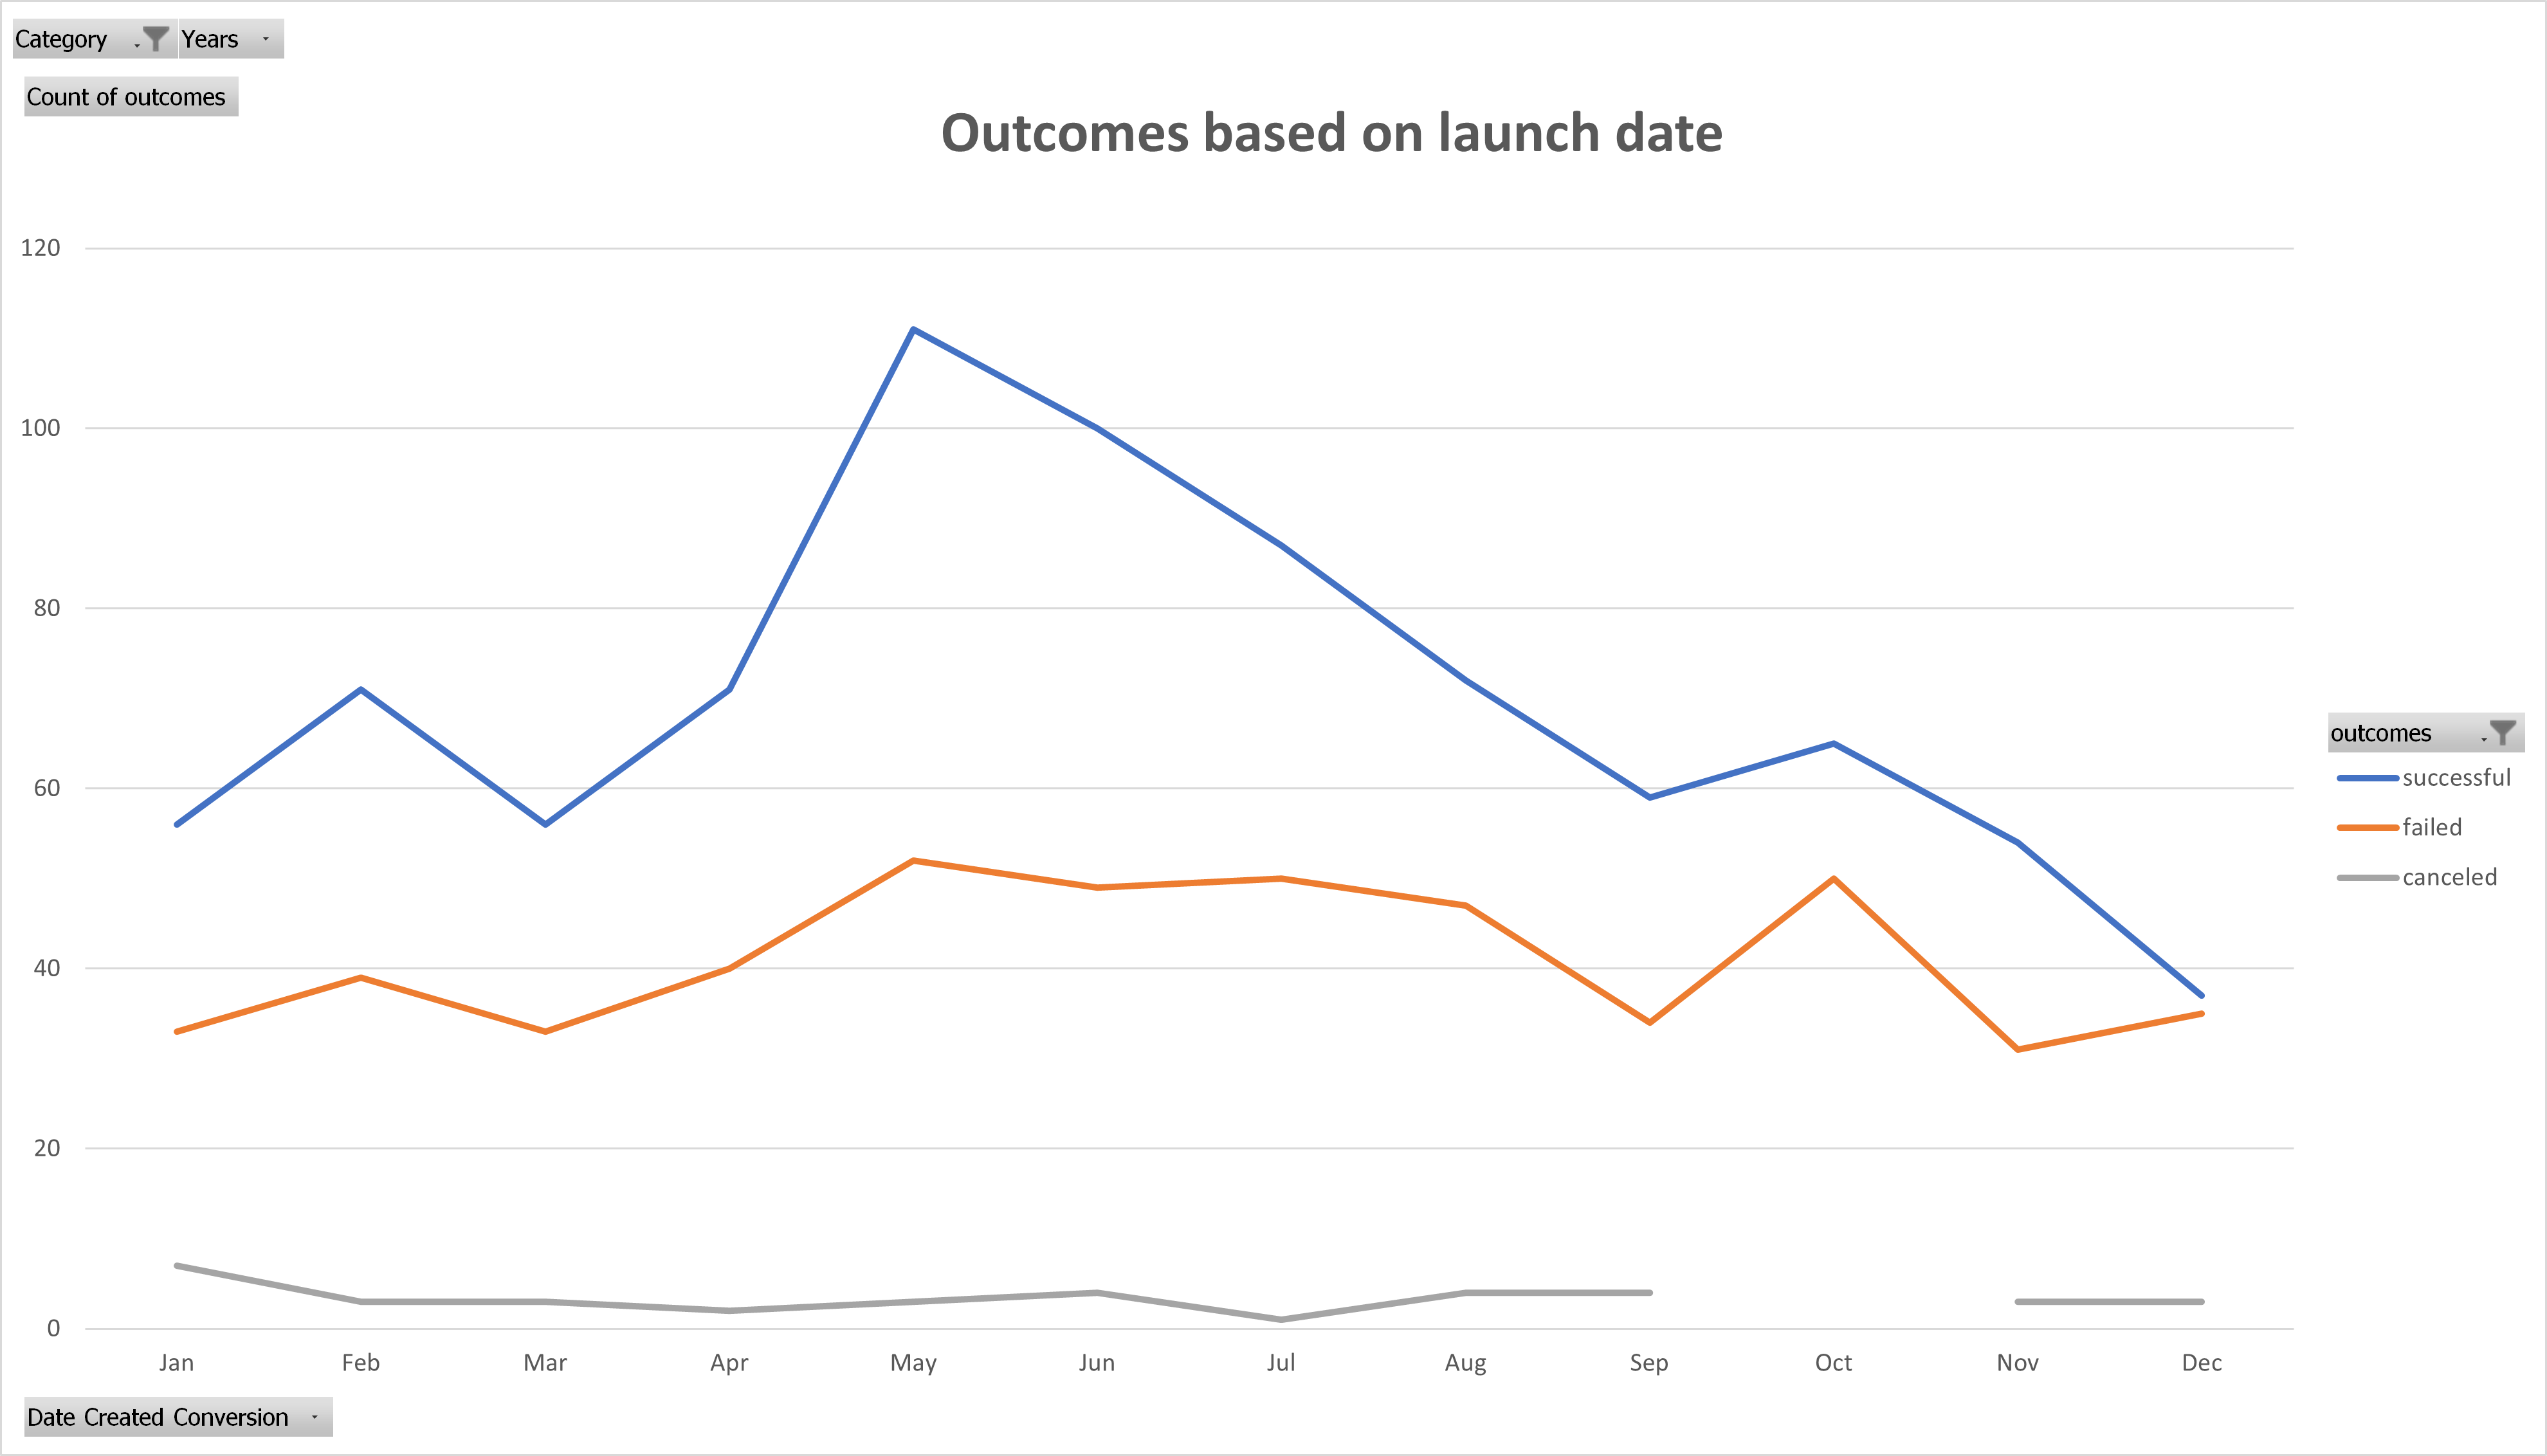 Category Years
Count of outcomes
Outcomes based on launch date
120
100
80
60
40
20
0
Jan Feb Mar Apr May Jun Jul Aug Sep Oct Nov Dec
outcomes
successful
failed
canceled
Date Created Conversion